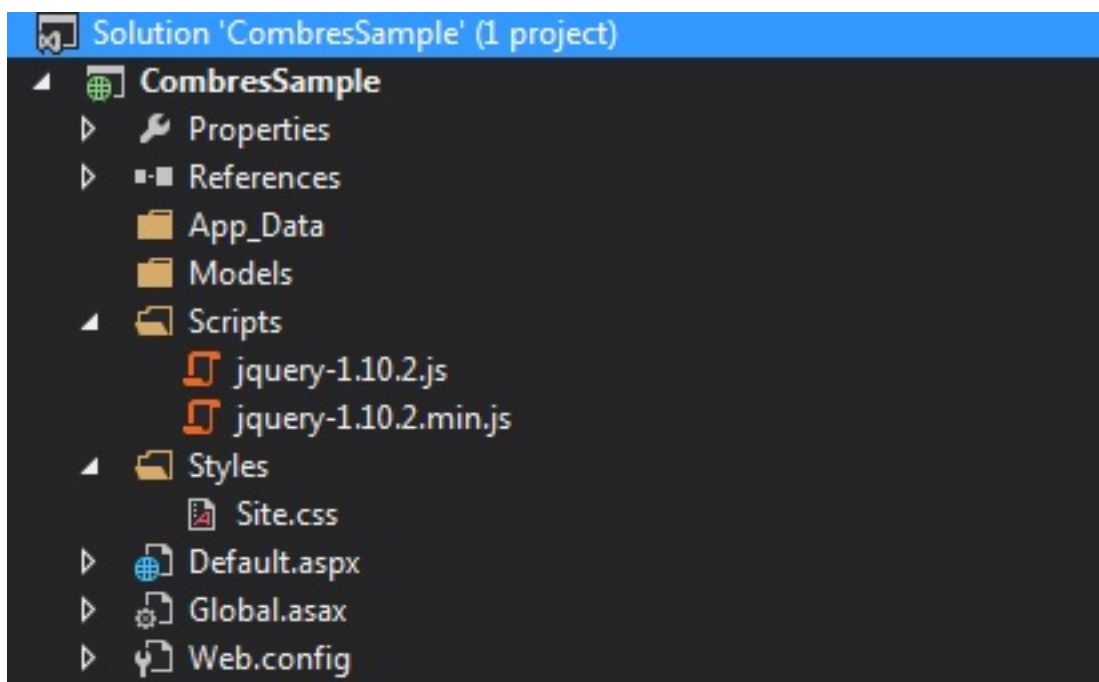 Solution 'CombresSample' (1 project)
CombresSample
Properties
References
App_Data
Models
Scripts
jquery-1.10.2.js
jquery-1.10.2.min.js
Styles
Site.css
Default.aspx
Global.asax
Web.config